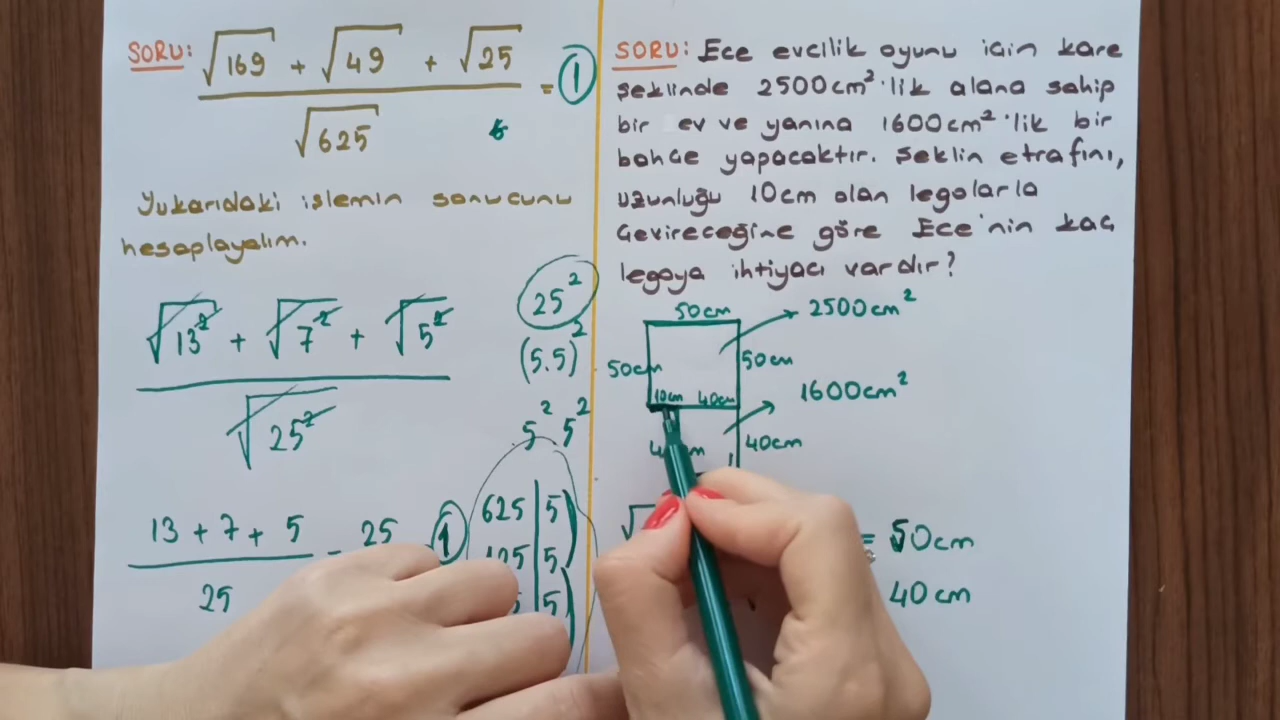 SORU: √169 + √49 + √25 = 1
√625
Yukarıdaki işlemin sonucunu
hesaplayalım.
√13² + √7² + √5²
√25²
25²
(5.5)²
5² 5²
13 + 7 + 5 = 25 1
25
625 | 5
125 | 5
5
SORU: Ece evcilik oyunu için kare
şeklinde 2500cm²'lik alana sahip
bir ev ve yanına 1600cm²'lik bir
bahçe yapacaktır. Şeklin etrafını,
uzunluğu 10cm olan legolarla
çevireceğine göre Ece'nin kaç
legoya ihtiyacı vardır?
50cm 2500cm²
50cm 50cm
10cm 40cm 1600cm²
40cm
= 50cm
40cm